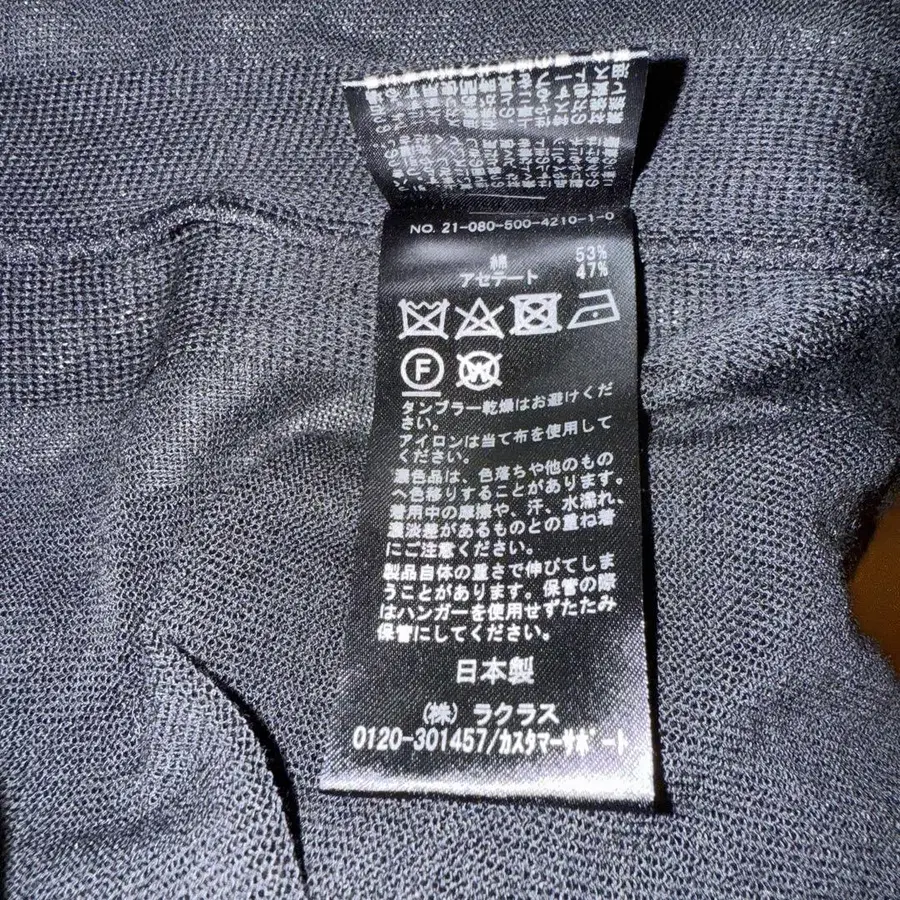 NO. 21-080-500-4210-1-0
綿 53%
アセテート 47%
F
W
タンブラー乾燥はお避けくだ
さい。
アイロンは当て布を使用して
ください。
濃色品は、色落ちや他のもの
へ色移りすることがあります。
着用中の摩擦や、汗、水濡れ、
濃淡差があるものとの重ね着
にご注意ください。
製品自体の重さで伸びてしま
うことがあります。保管の際
はハンガーを使用せずたたみ
保管にしてください。
日本製
(株) ラクラス
0120-301457/カスタマーサポート